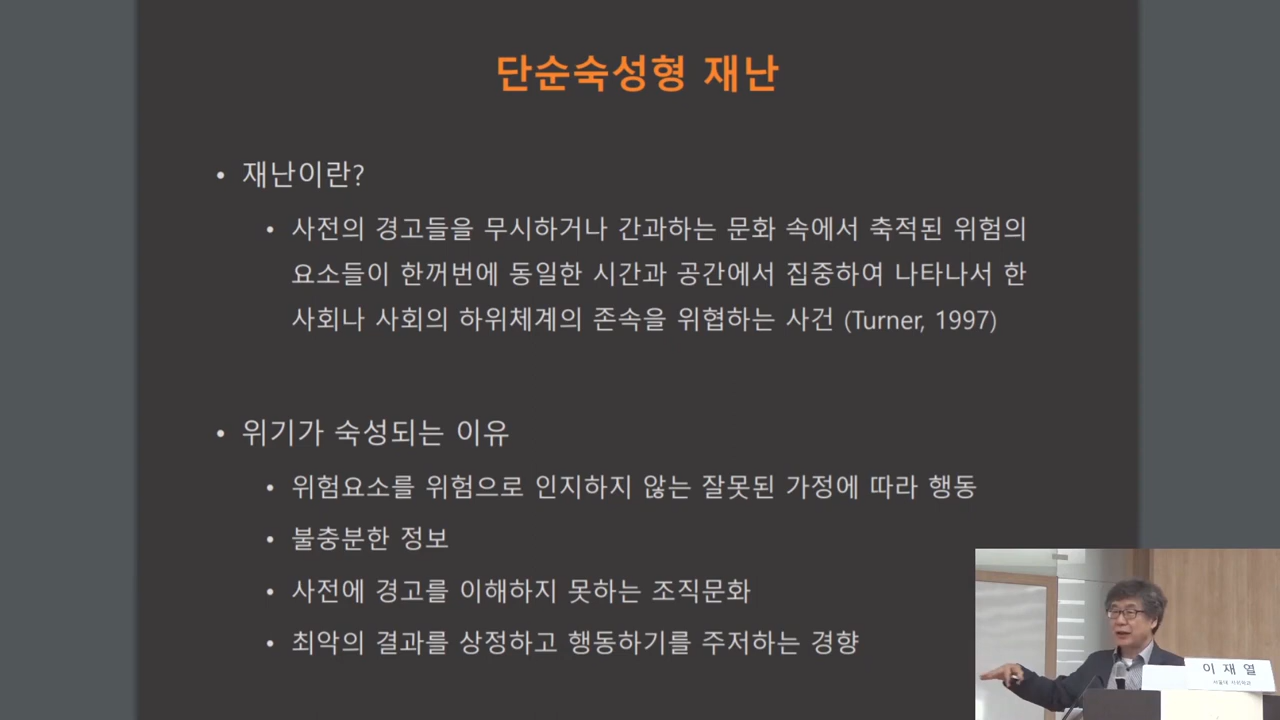 단순숙성형 재난
• 재난이란?
• 사전의 경고들을 무시하거나 간과하는 문화 속에서 축적된 위험의
요소들이 한꺼번에 동일한 시간과 공간에서 집중하여 나타나서 한
사회나 사회의 하위체계의 존속을 위협하는 사건 (Turner, 1997)
• 위기가 숙성되는 이유
• 위험요소를 위험으로 인지하지 않는 잘못된 가정에 따라 행동
• 불충분한 정보
• 사전에 경고를 이해하지 못하는 조직문화
• 최악의 결과를 상정하고 행동하기를 주저하는 경향
이 재 열